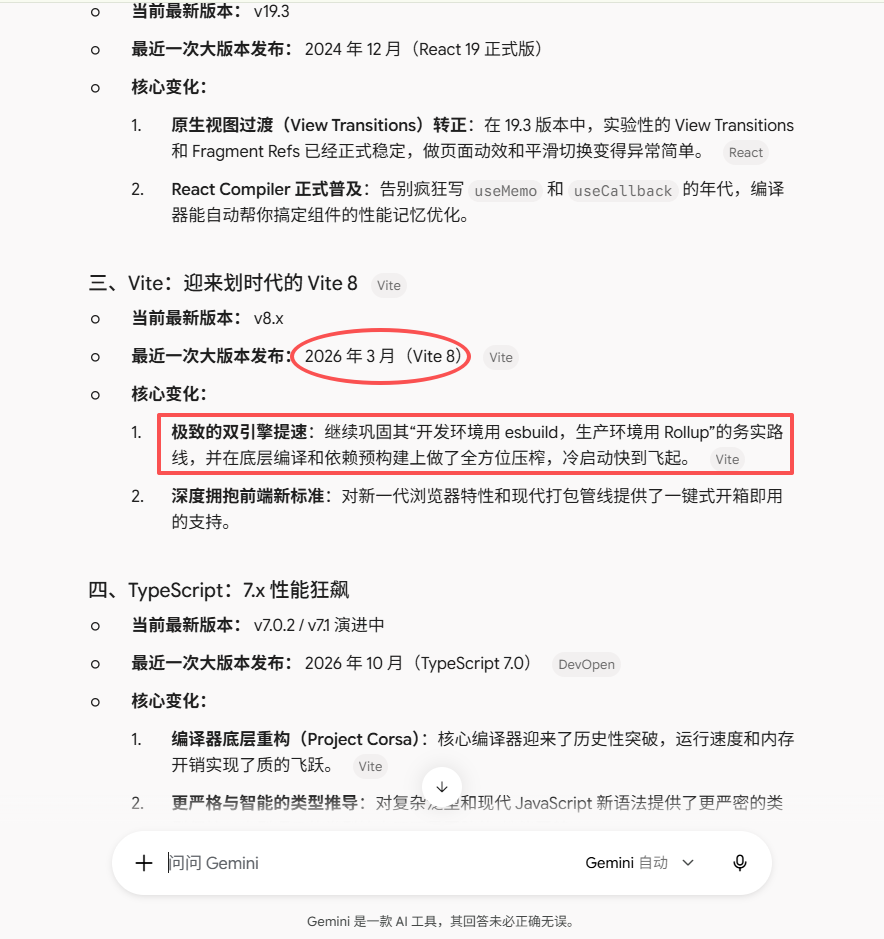 当前最新版本： v19.3
最近一次大版本发布： 2024 年 12 月（React 19 正式版）
核心变化：
1. 原生视图过渡（View Transitions）转正：在 19.3 版本中，实验性的 View Transitions
和 Fragment Refs 已经正式稳定，做页面动效和平滑切换变得异常简单。 React
2. React Compiler 正式普及：告别疯狂写 useMemo 和 useCallback 的年代，编译
器能自动帮你搞定组件的性能记忆优化。
三、Vite：迎来划时代的 Vite 8 Vite
当前最新版本： v8.x
最近一次大版本发布： 2026 年 3 月（Vite 8） Vite
核心变化：
1. 极致的双引擎提速：继续巩固其“开发环境用 esbuild，生产环境用 Rollup”的务实路
线，并在底层编译和依赖预构建上做了全方位压榨，冷启动快到飞起。 Vite
2. 深度拥抱前端新标准：对新一代浏览器特性和现代打包管线提供了一键式开箱即用
的支持。
四、TypeScript：7.x 性能狂飙
当前最新版本： v7.0.2 / v7.1 演进中
最近一次大版本发布： 2026 年 10 月（TypeScript 7.0） DevOpen
核心变化：
1. 编译器底层重构（Project Corsa）：核心编译器迎来了历史性突破，运行速度和内存
开销实现了质的飞跃。 Vite
2. 更严格与智能的类型推导：对复杂泛型和现代 JavaScript 新语法提供了更严密的类
问问 Gemini
Gemini 自动
Gemini 是一款 AI 工具，其回答未必正确无误。